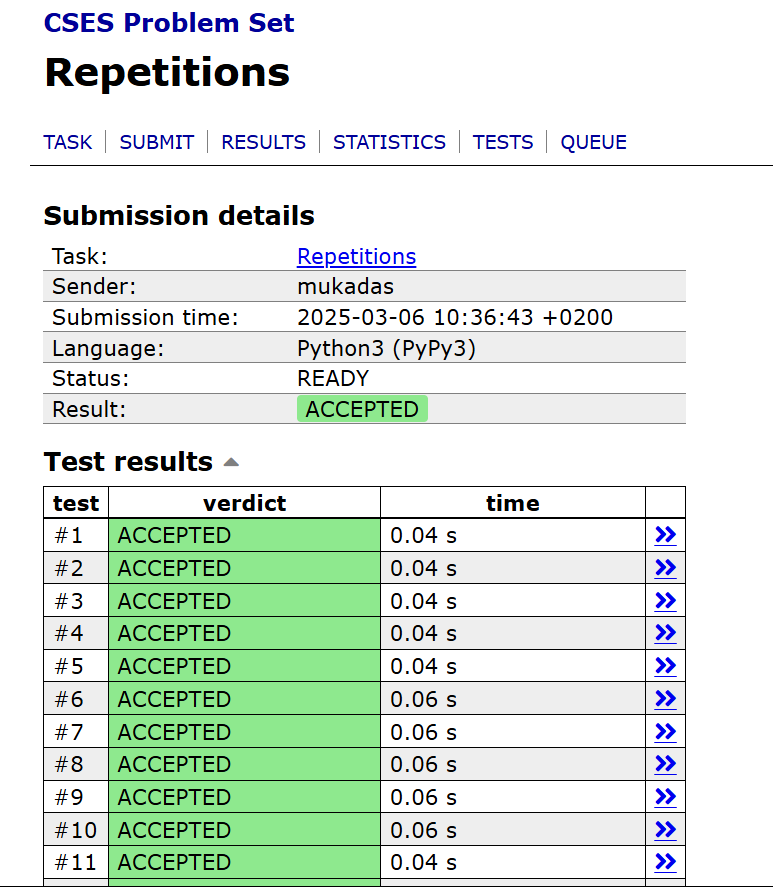 CSES Problem Set
Repetitions
TASK SUBMIT RESULTS STATISTICS TESTS QUEUE
Submission details
Task: Repetitions
Sender: mukadas
Submission time: 2025-03-06 10:36:43 +0200
Language: Python3 (PyPy3)
Status: READY
Result: ACCEPTED
Test results
test verdict time
#1 ACCEPTED 0.04 s »
#2 ACCEPTED 0.04 s »
#3 ACCEPTED 0.04 s »
#4 ACCEPTED 0.04 s »
#5 ACCEPTED 0.04 s »
#6 ACCEPTED 0.06 s »
#7 ACCEPTED 0.06 s »
#8 ACCEPTED 0.06 s »
#9 ACCEPTED 0.06 s »
#10 ACCEPTED 0.06 s »
#11 ACCEPTED 0.04 s »